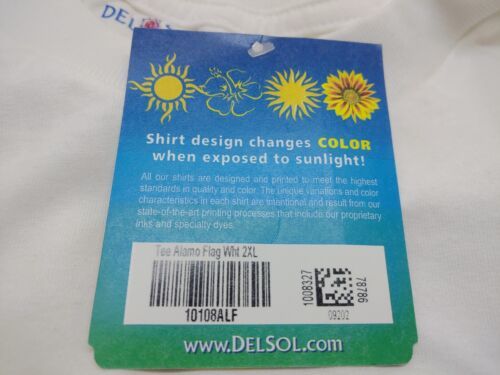 DEL SOL
Shirt design changes COLOR
when exposed to sunlight!
All our shirts are designed and printed to meet the highest
standards in quality and color. The unique variations and color
characteristics in each shirt are intentional and result from our
state-of-the-art printing processes that include our proprietary
inks and specialty dyes.
Tee Alamo Flag Wht 2XL
10108ALF
1008327
09202
78786
www.DELSOL.com